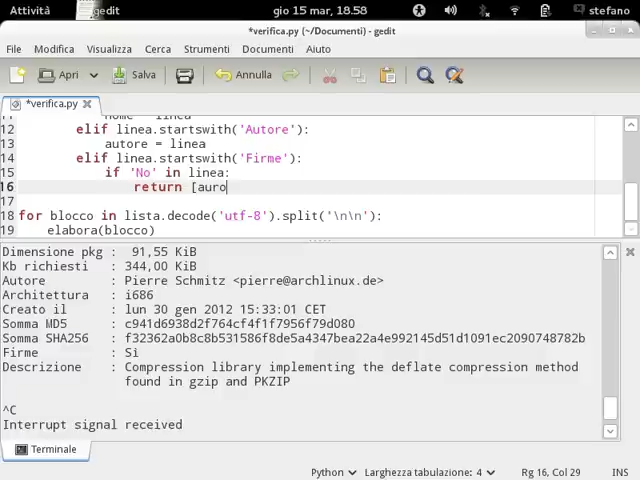 Attività
gedit
gio 15 mar, 18.58
stefano
*verifica.py (~/Documenti) - gedit
File
Modifica
Visualizza
Cerca
Strumenti
Documenti
Aiuto
Apri
Salva
Annulla
*verifica.py
nome = linea
12 elif linea.startswith('Autore'):
13 autore = linea
14 elif linea.startswith('Firme'):
15 if 'No' in linea:
16 return [auro
17
18 for blocco in lista.decode('utf-8').split('\n\n'):
19 elabora(blocco)
Dimensione pkg : 91,55 KiB
Kb richiesti : 344,00 KiB
Autore : Pierre Schmitz <pierre@archlinux.de>
Architettura : i686
Creato il : lun 30 gen 2012 15:33:01 CET
Somma MD5 : c941d6938d2f764cf4f1f7956f79d080
Somma SHA256 : f32362a0b8c8b531586f8de5a4347bea22a4e992145d51d1091ec2090748782b
Firme : Sì
Descrizione : Compression library implementing the deflate compression method
found in gzip and PKZIP
^C
Interrupt signal received
Terminale
Python
Larghezza tabulazione: 4
Rg 16, Col 29
INS